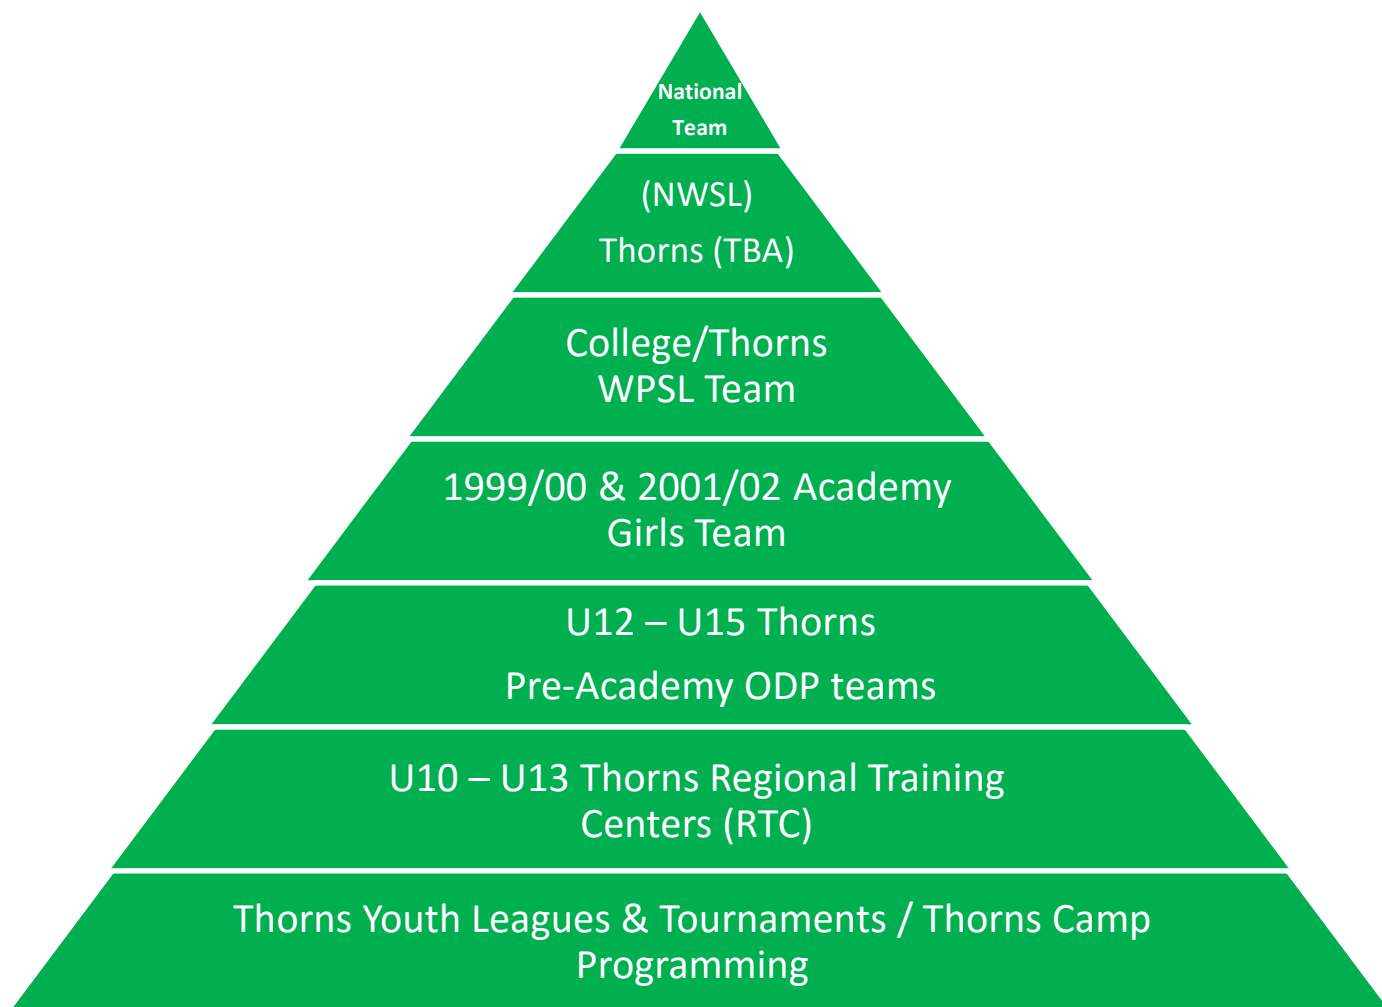 National
Team
(NWSL)
Thorns (TBA)
College/Thorns
WPSL Team
1999/00 & 2001/02 Academy
Girls Team
U12 – U15 Thorns
Pre-Academy ODP teams
U10 – U13 Thorns Regional Training
Centers (RTC)
Thorns Youth Leagues & Tournaments / Thorns Camp
Programming